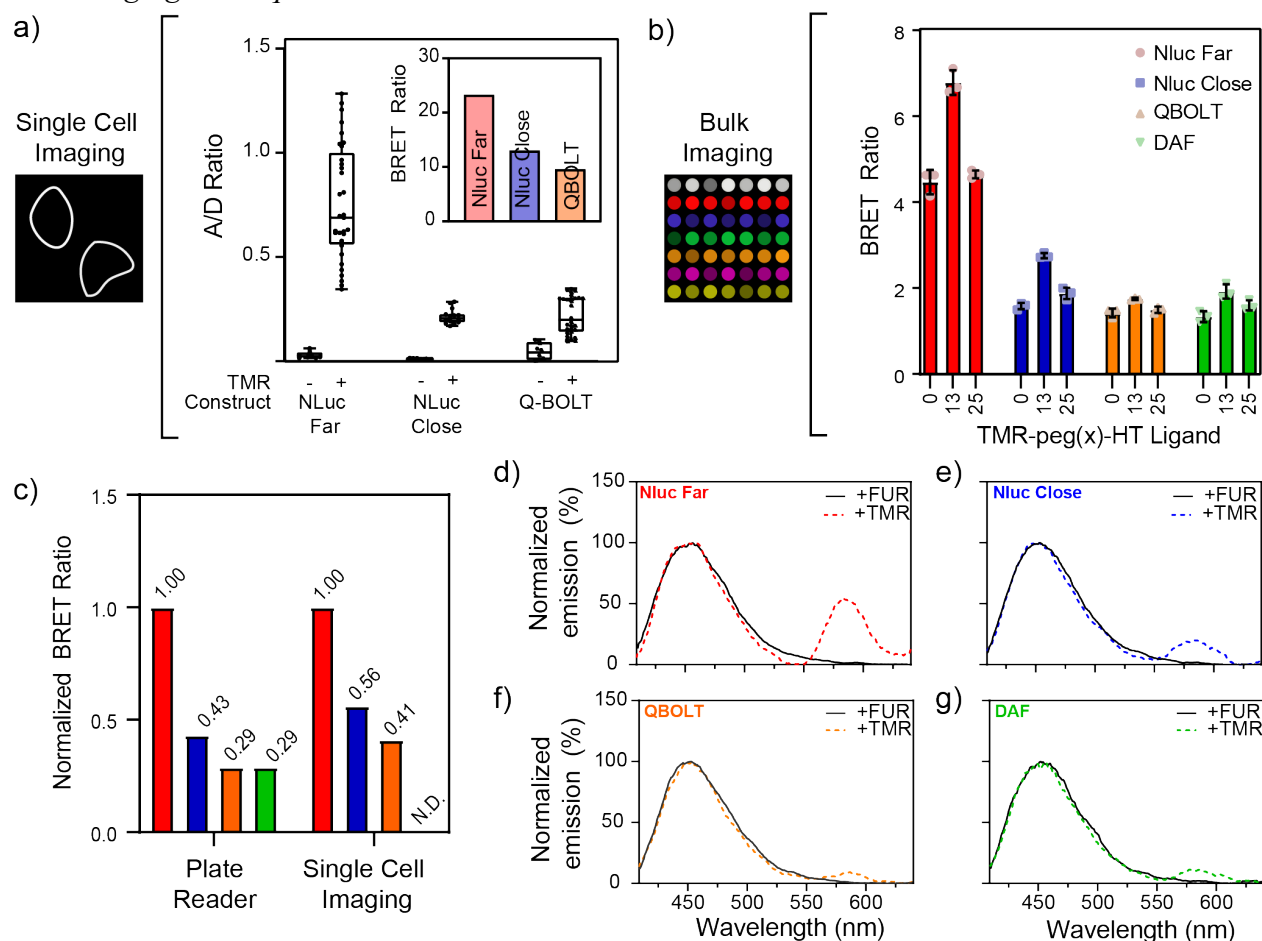 a)
Single Cell
Imaging
A/D Ratio
1.5
1.0
0.5
BRET Ratio
30
20
10
0
Nluc Far
Nluc Close
QBOLT
TMR - + - + - +
Construct NLuc Far NLuc Close Q-BOLT
b)
Bulk
Imaging
BRET Ratio
8
6
4
2
0
Nluc Far
Nluc Close
QBOLT
DAF
0 13 25 0 13 25 0 13 25 0 13 25
TMR-peg(x)-HT Ligand
c)
Normalized BRET Ratio
1.5
1.0
0.5
0.0
1.00 0.43 0.29 0.29 1.00 0.56 0.41 N.D.
Plate
Reader
Single Cell
Imaging
d)
Normalized
emission (%)
150
100
50
0
Nluc Far
+FUR
+TMR
e)
Nluc Close
+FUR
+TMR
f)
Normalized
emission (%)
150
100
50
0
QBOLT
+FUR
+TMR
450 500 550 600
Wavelength (nm)
g)
DAF
+FUR
+TMR
450 500 550 600
Wavelength (nm)